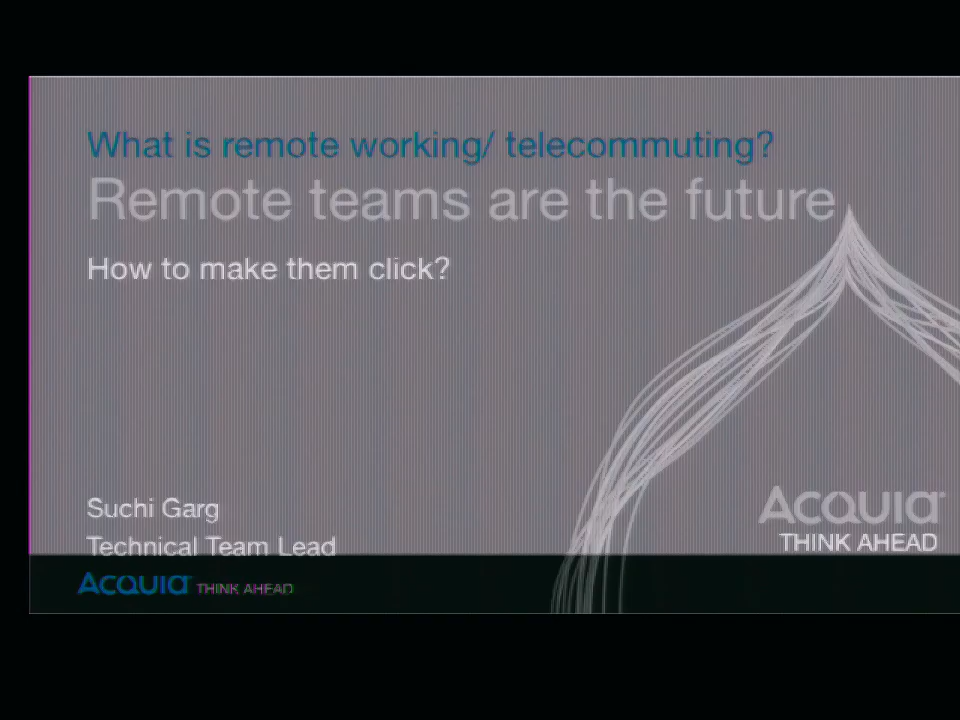 What is remote working/ telecommuting?
Remote teams are the future
How to make them click?
Suchi Garg
Technical Team Lead
ACQUIA
THINK AHEAD
ACQUIA THINK AHEAD